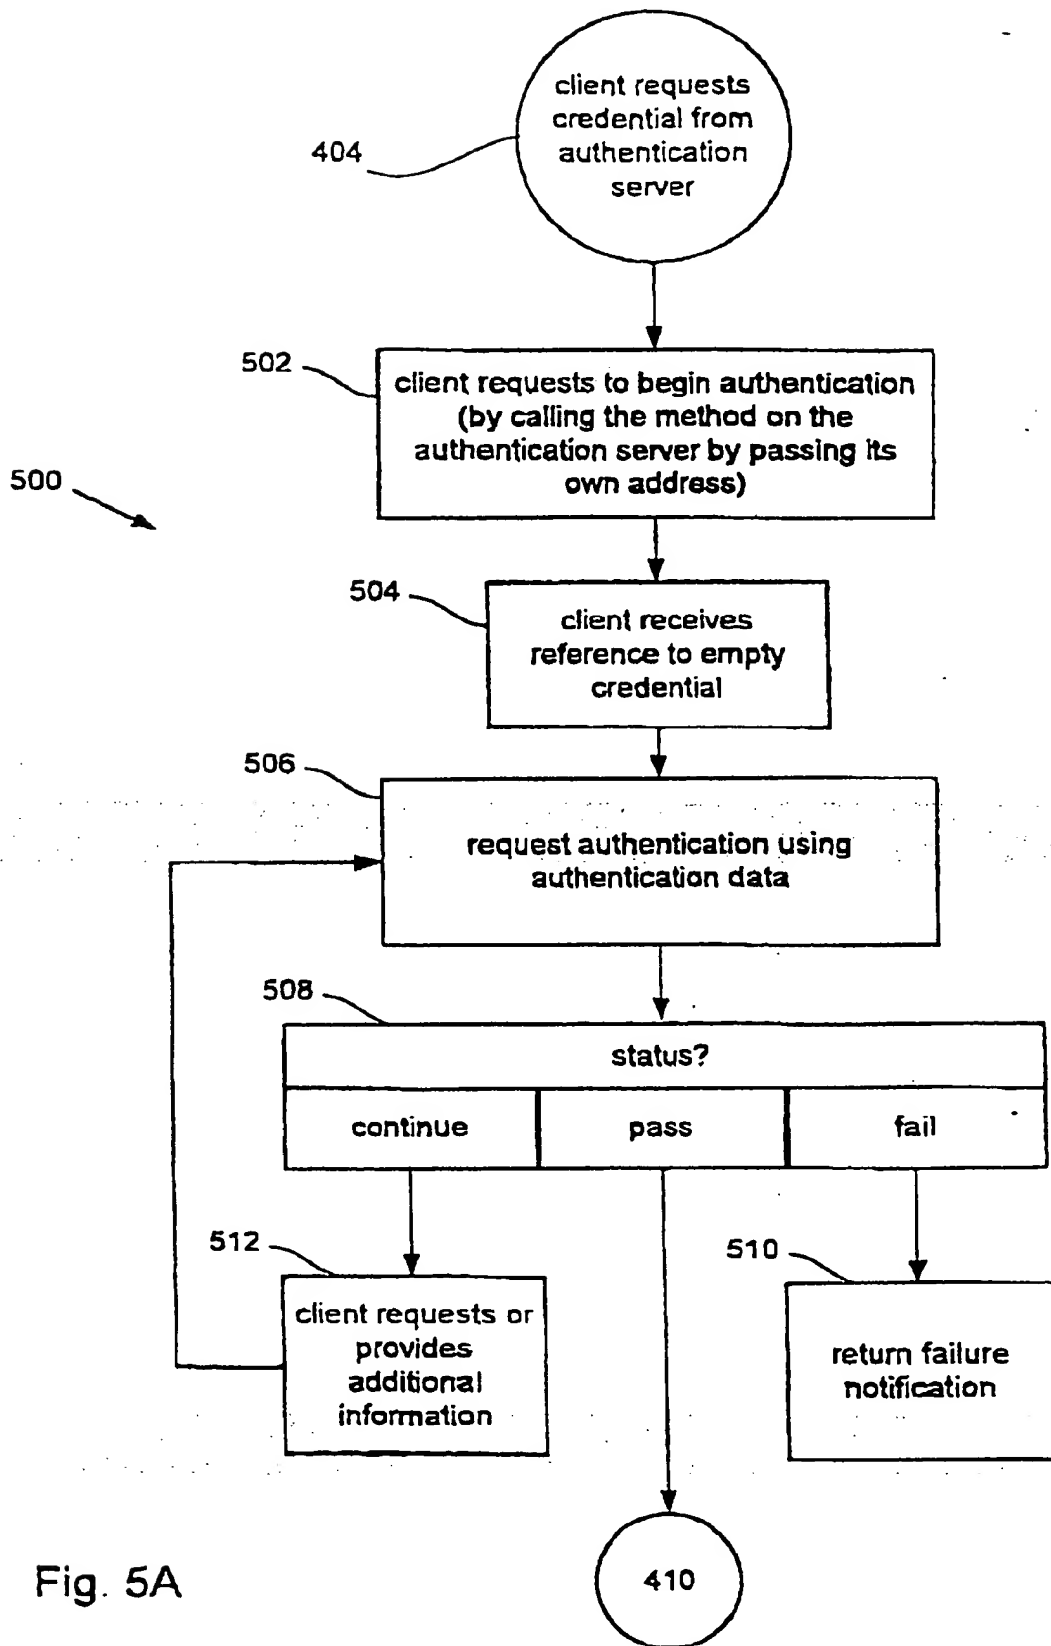 client requests
credential from
authentication
server
404
502
client requests to begin authentication
(by calling the method on the
authentication server by passing its
own address)
500
504
client receives
reference to empty
credential
506
request authentication using
authentication data
508
status?
continue
pass
fail
512
client requests or
provides
additional
information
510
return failure
notification
410
Fig. 5A